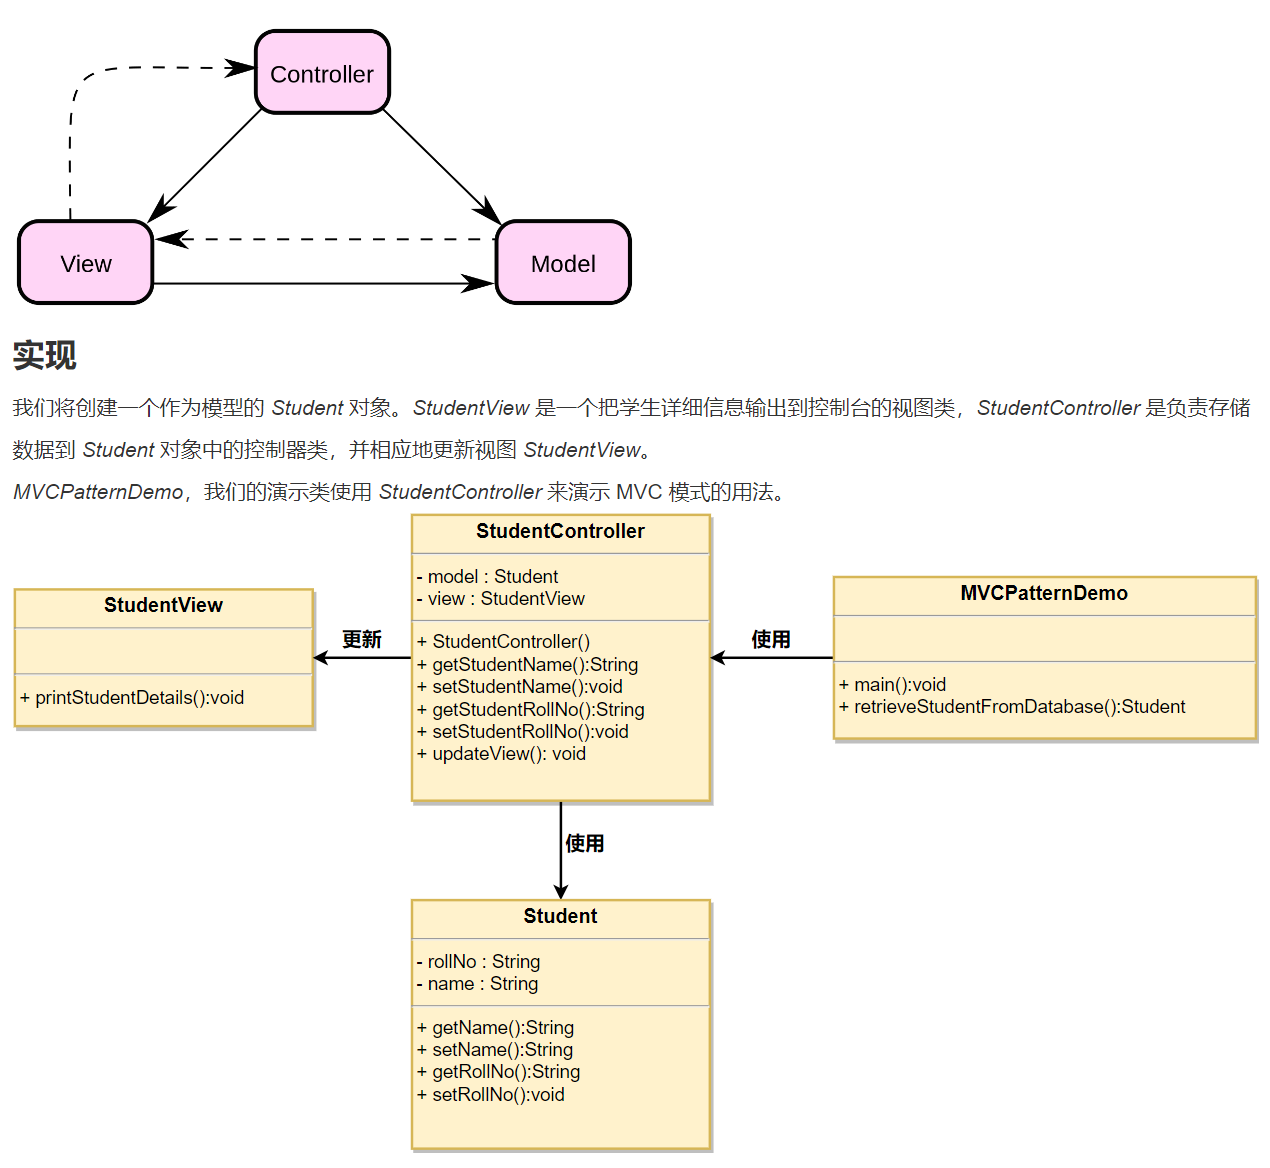 Controller
View
Model
实现
我们将创建一个作为模型的 Student 对象。StudentView 是一个把学生详细信息输出到控制台的视图类，StudentController 是负责存储
数据到 Student 对象中的控制器类，并相应地更新视图 StudentView。
MVCPatternDemo，我们的演示类使用 StudentController 来演示 MVC 模式的用法。
StudentController
- model : Student
- view : StudentView
+ StudentController()
+ getStudentName():String
+ setStudentName():void
+ getStudentRollNo():String
+ setStudentRollNo():void
+ updateView(): void
StudentView
+ printStudentDetails():void
更新
使用
MVCPatternDemo
+ main():void
+ retrieveStudentFromDatabase():Student
使用
Student
- rollNo : String
- name : String
+ getName():String
+ setName():String
+ getRollNo():String
+ setRollNo():void